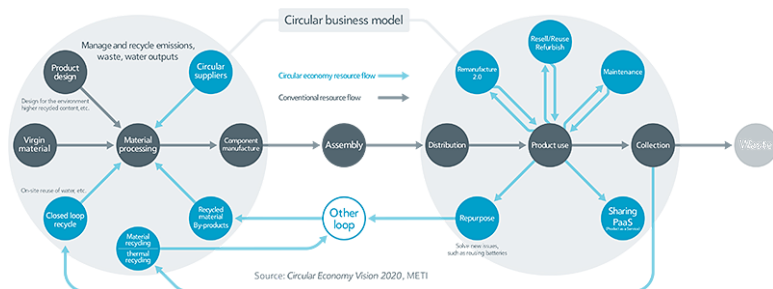 Circular business model
Manage and recycle emissions,
waste, water outputs
Product
design
Circular
suppliers
Design for the environment
higher recycled content, etc.
Circular economy resource flow
Conventional resource flow
Resell/Reuse
Refurbish
Remanufacture
2.0
Maintenance
Virgin
material
Material
processing
Component
manufacture
Assembly
Distribution
Product use
Collection
Waste
On-site reuse of water, etc.
Closed loop
recycle
Recycled
material
By-products
Other
loop
Repurpose
Sharing
PaaS
(Product as a Service)
Material
recycling
thermal
recycling
Solve new issues,
such as reusing batteries
Source: Circular Economy Vision 2020, METI